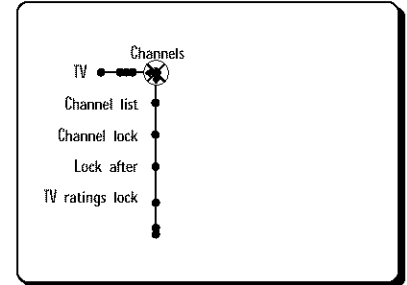 Channels
TV
Channel list
Channel lock
Lock after
TV ratings lock